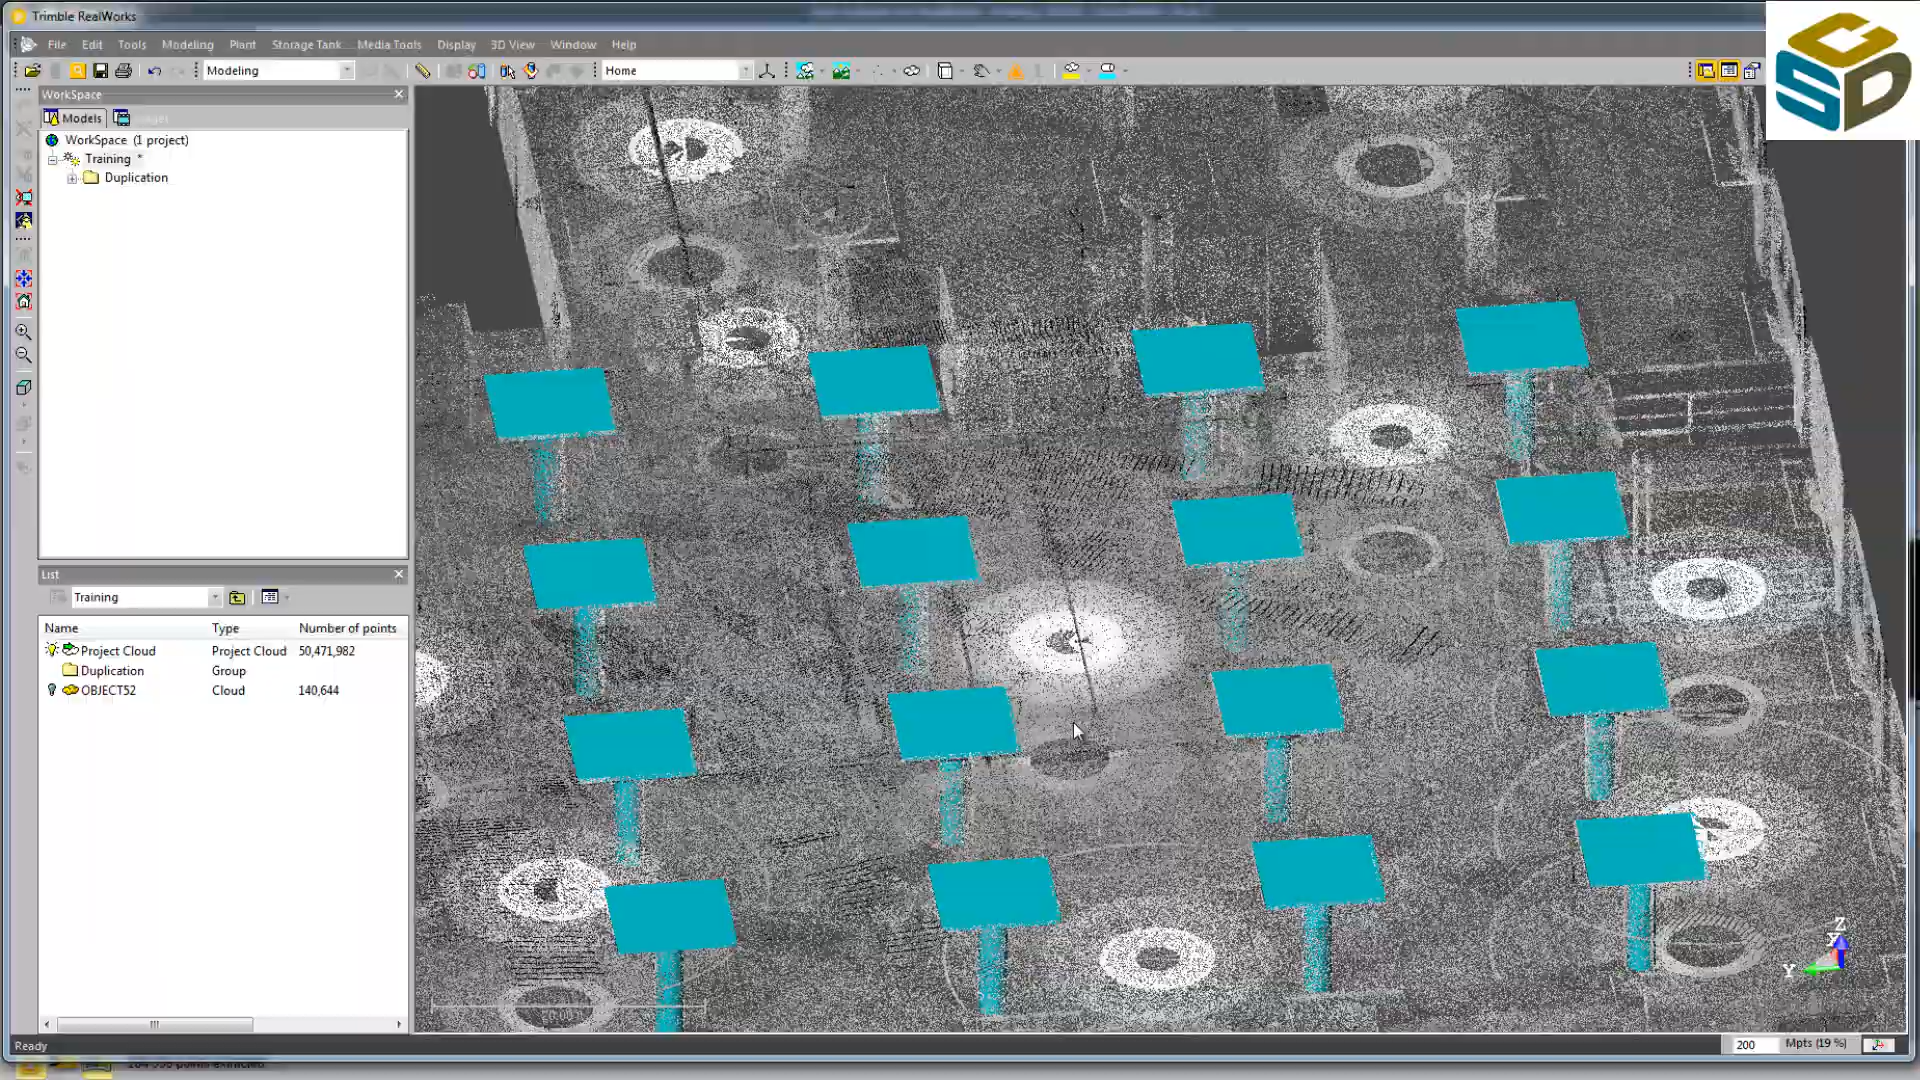 Trimble RealWorks
File Edit Tools Modeling Plant Storage Tank Media Tools Display 3D View Window Help
Modeling Home
WorkSpace
Models
WorkSpace (1 project)
Training *
Duplication
List
Training
Name Type Number of points
Project Cloud Project Cloud 50,471,982
Duplication Group
OBJECT52 Cloud 140,644
Z
Y
Ready
200 Mpts (19 %)
CSD